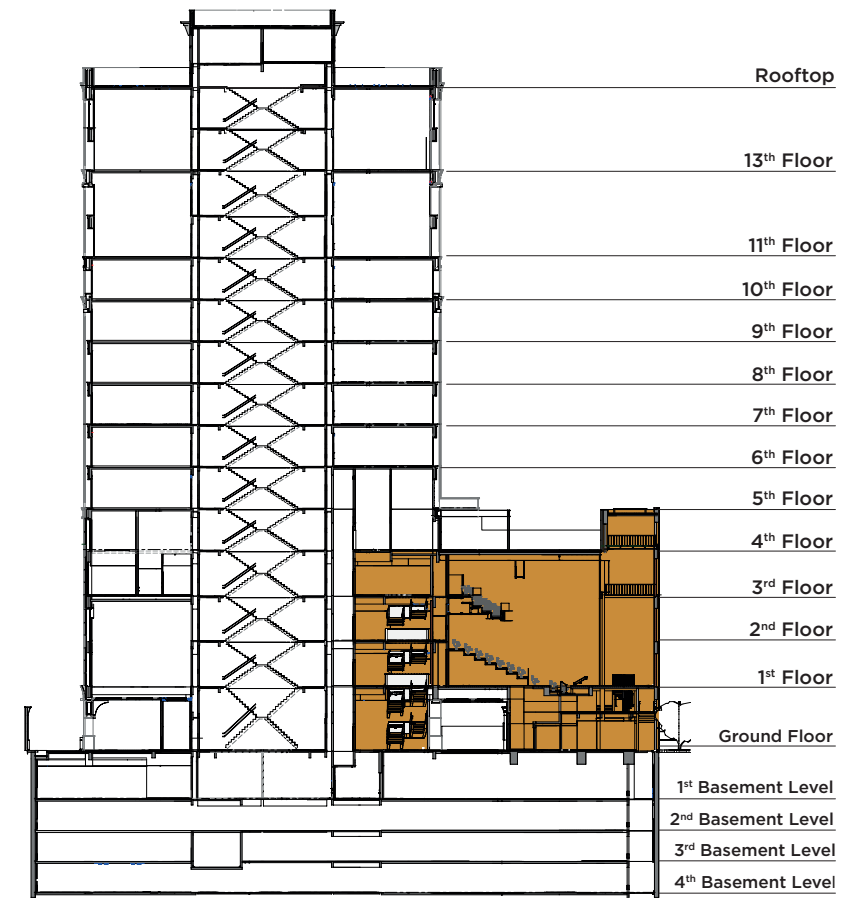 Rooftop
13th Floor
11th Floor
10th Floor
9th Floor
8th Floor
7th Floor
6th Floor
5th Floor
4th Floor
3rd Floor
2nd Floor
1st Floor
Ground Floor
1st Basement Level
2nd Basement Level
3rd Basement Level
4th Basement Level